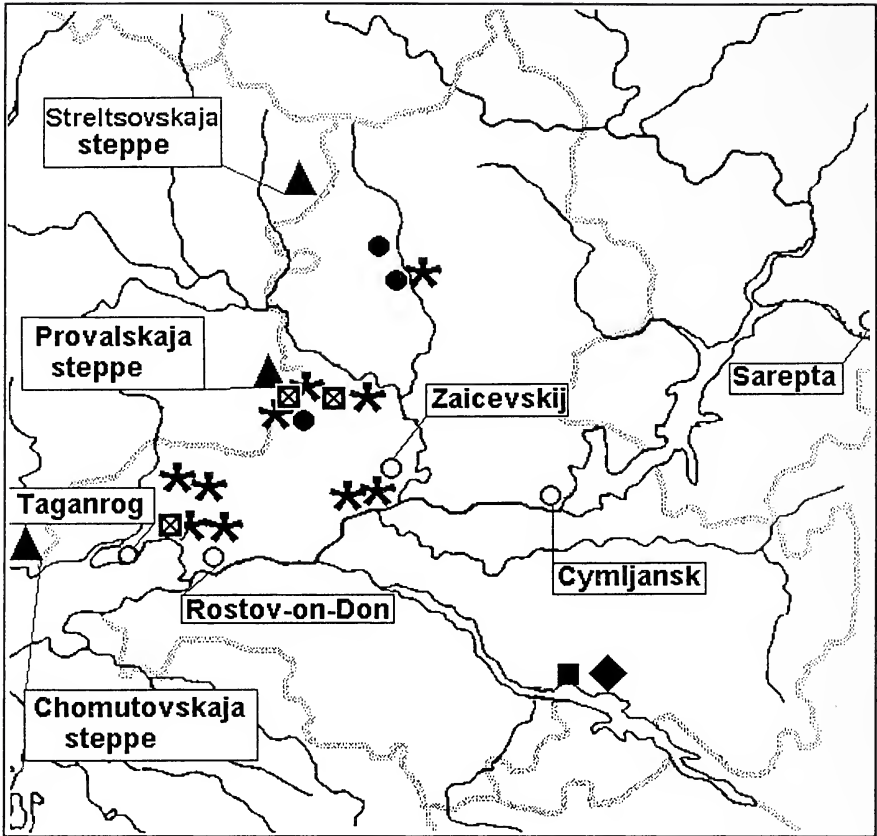 Streltsovskaja
steppe
Provalskaja
steppe
Zaicevskij
Sarepta
Taganrog
Cymljansk
Rostov-on-Don
Chomutovskaja
steppe